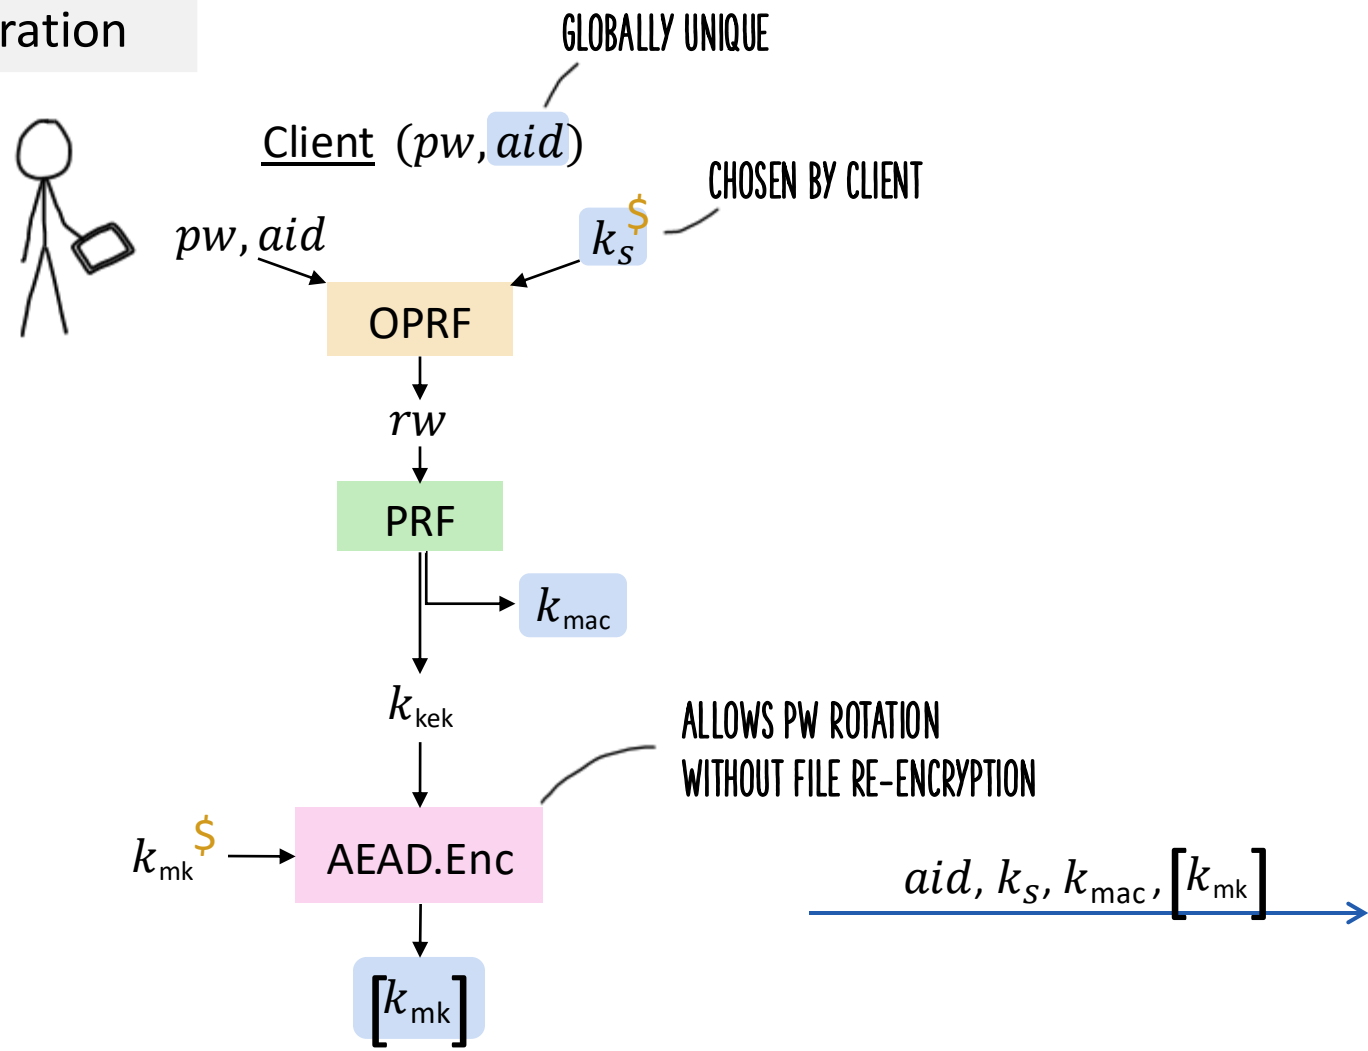 ration
GLOBALLY UNIQUE
Client (pw, aid)
CHOSEN BY CLIENT
pw, aid
k_s $
OPRF
rw
PRF
k_mac
k_kek
ALLOWS PW ROTATION
WITHOUT FILE RE-ENCRYPTION
k_mk $
AEAD.Enc
aid, k_s, k_mac, [k_mk]
[k_mk]